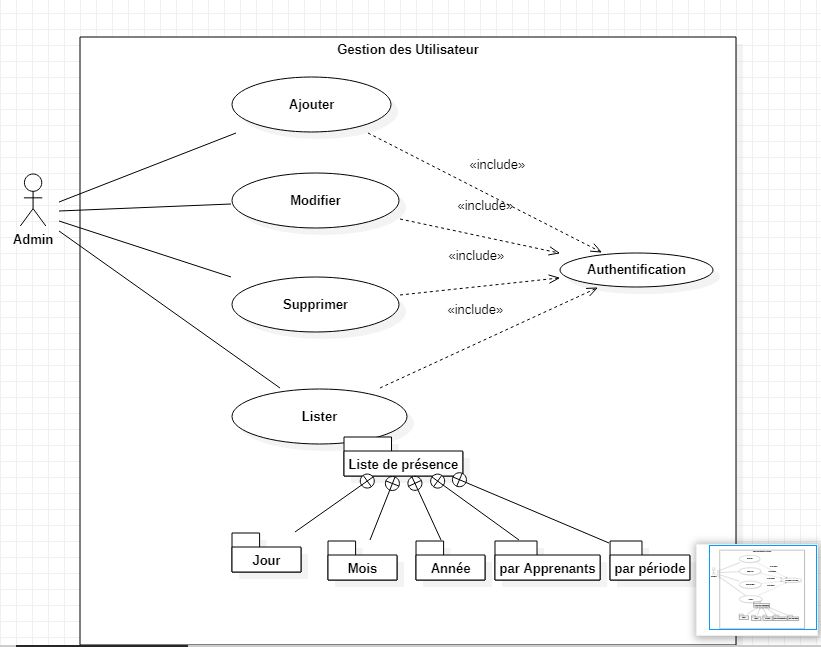 Gestion des Utilisateur
Ajouter
«include»
Modifier
«include»
Admin
«include»
Authentification
Supprimer
«include»
Lister
Liste de présence
Jour
Mois
Année
par Apprenants
par période